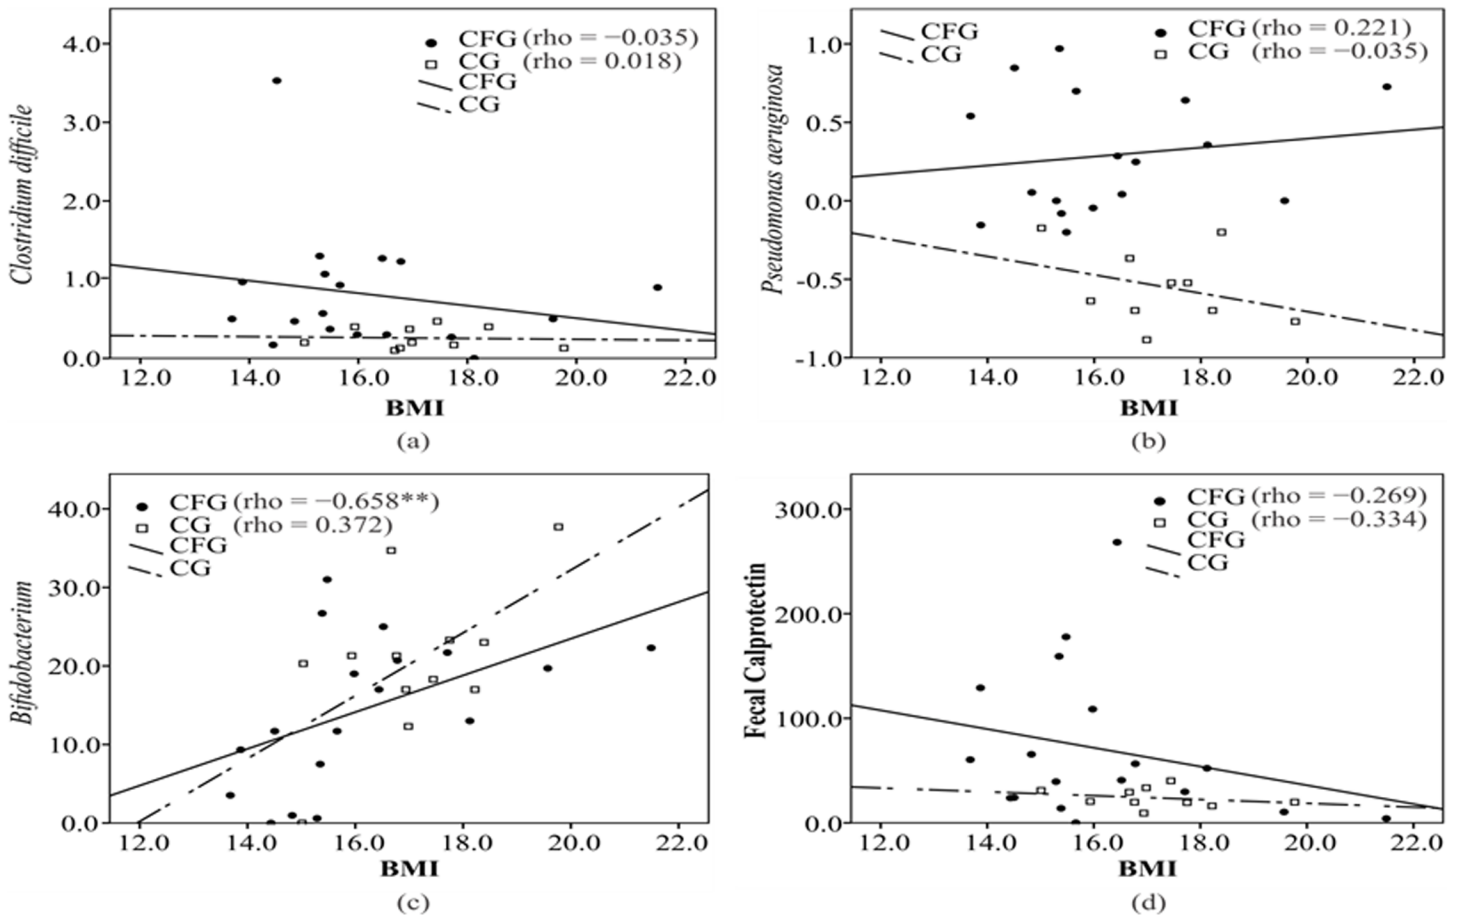 Clostridium difficile
4.0
3.0
2.0
1.0
0.0
CFG (rho = −0.035)
CG (rho = 0.018)
CFG
CG
12.0 14.0 16.0 18.0 20.0 22.0
BMI
(a)
Pseudomonas aeruginosa
1.0
0.5
0.0
-0.5
-1.0
CFG
CG
CFG (rho = 0.221)
CG (rho = −0.035)
12.0 14.0 16.0 18.0 20.0 22.0
BMI
(b)
Bifidobacterium
40.0
30.0
20.0
10.0
0.0
CFG (rho = −0.658**)
CG (rho = 0.372)
CFG
CG
12.0 14.0 16.0 18.0 20.0 22.0
BMI
(c)
Fecal Calprotectin
300.0
200.0
100.0
0.0
CFG (rho = −0.269)
CG (rho = −0.334)
CFG
CG
12.0 14.0 16.0 18.0 20.0 22.0
BMI
(d)